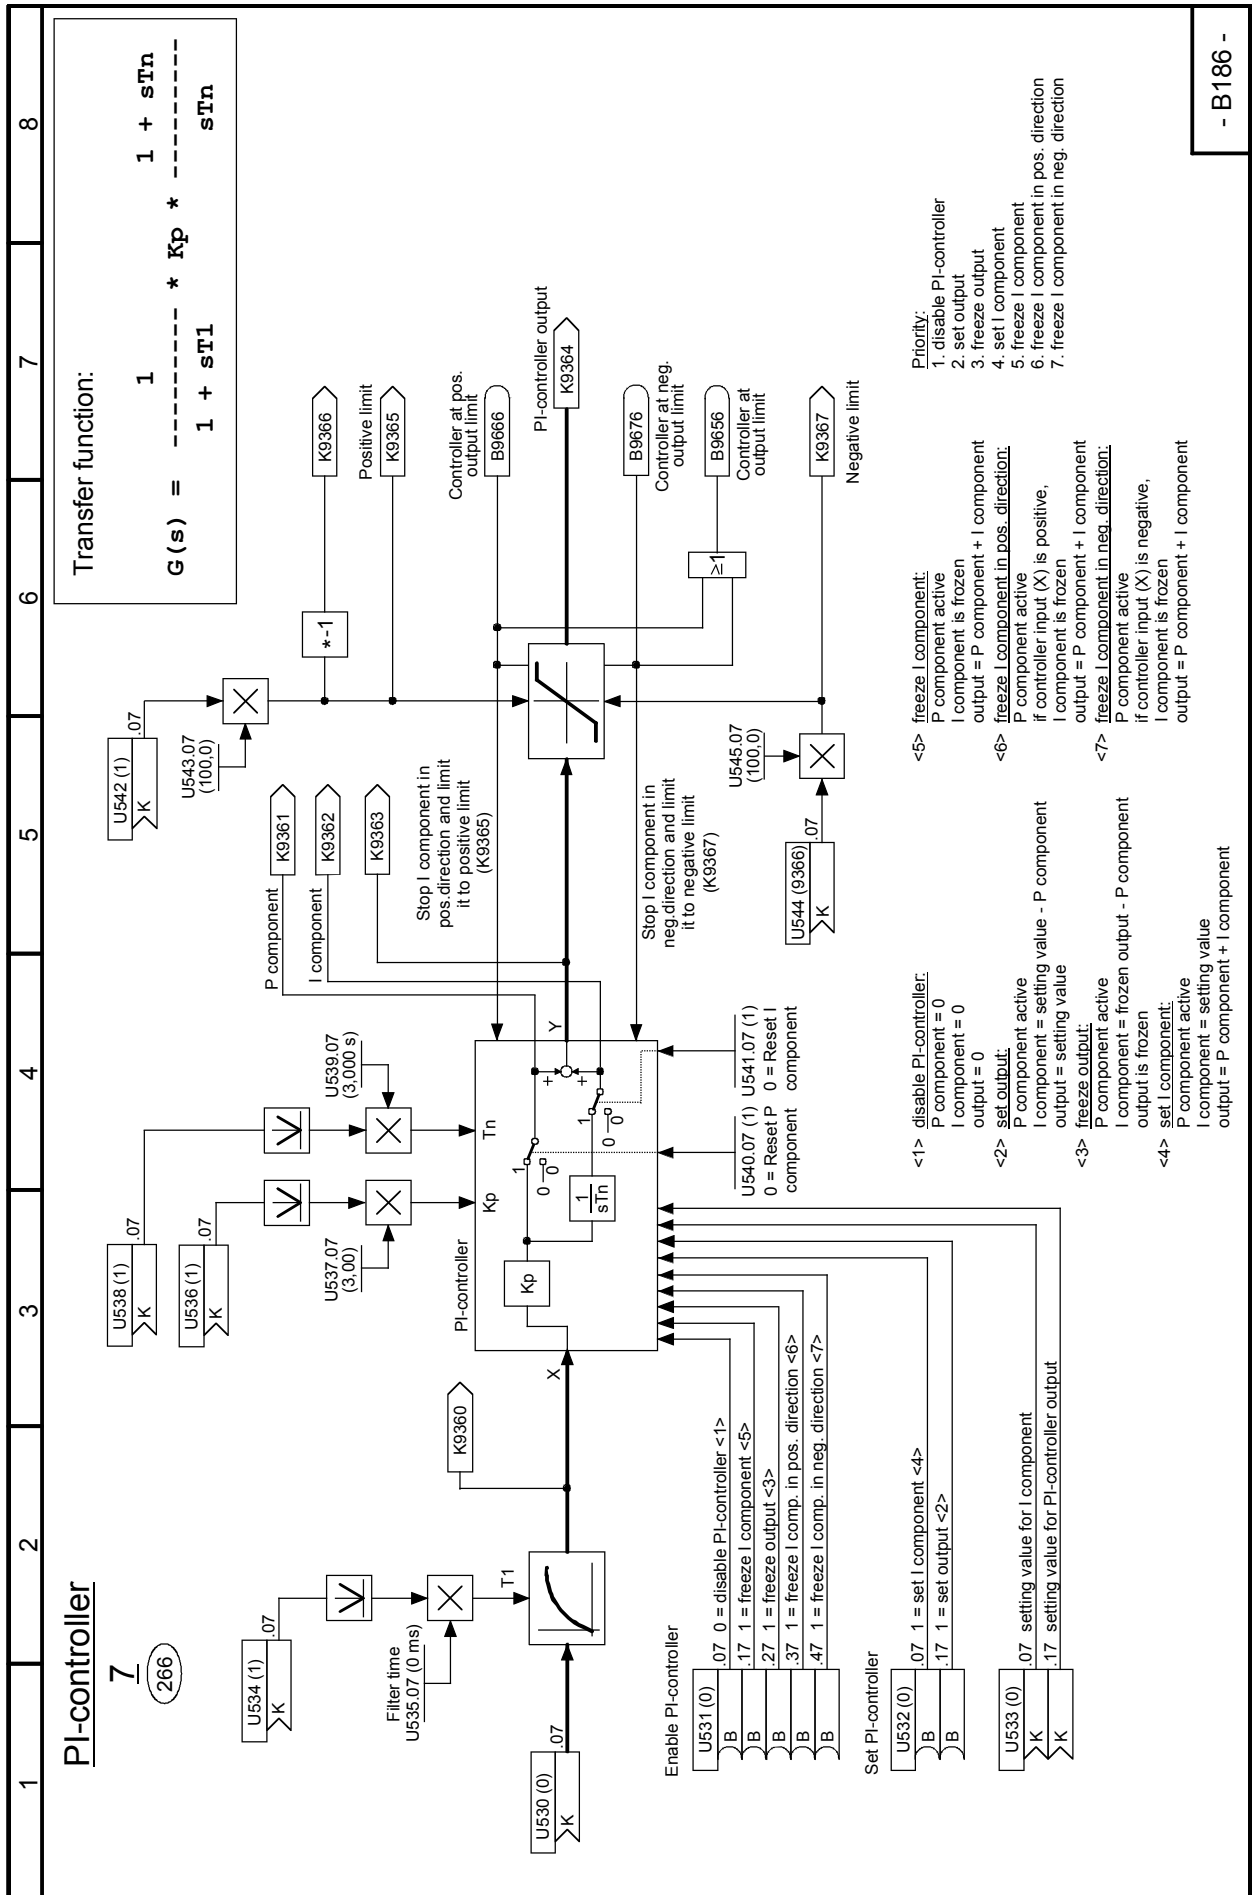 1
2
3
4
5
6
7
8
PI-controller
7
266
Transfer function:
1 1 + sTn
G(s) = -------- * Kp * ----------
1 + sT1 sTn
U534 (1)
K
.07
Filter time
U535.07 (0 ms)
T1
U530 (0)
K
.07
K9360
X
U538 (1)
K
.07
U536 (1)
K
.07
U537.07
(3,00)
U539.07
(3,000 s)
PI-controller
Kp
Tn
Kp
1
sTn
1
0
0
1
0
0
+
+
Y
U540.07 (1)
0 = Reset P
component
U541.07 (1)
0 = Reset I
component
P component
K9361
I component
K9362
K9363
Stop I component in
pos.direction and limit
it to positive limit
(K9365)
Stop I component in
neg.direction and limit
it to negative limit
(K9367)
U542 (1)
K
.07
U543.07
(100,0)
U544 (9366)
K
.07
U545.07
(100,0)
*-1
K9366
Positive limit
K9365
Controller at pos.
output limit
B9666
PI-controller output
K9364
B9676
Controller at neg.
output limit
≥1
B9656
Controller at
output limit
K9367
Negative limit
Enable PI-controller
U531 (0)
B
.07 0 = disable PI-controller <1>
B
.17 1 = freeze I component <5>
B
.27 1 = freeze output <3>
B
.37 1 = freeze I comp. in pos. direction <6>
B
.47 1 = freeze I comp. in neg. direction <7>
Set PI-controller
U532 (0)
B
.07 1 = set I component <4>
B
.17 1 = set output <2>
U533 (0)
K
.07 setting value for I component
K
.17 setting value for PI-controller output
<1> disable PI-controller:
P component = 0
I component = 0
output = 0
<2> set output:
P component active
I component = setting value - P component
output = setting value
<3> freeze output:
P component active
I component = frozen output - P component
output is frozen
<4> set I component:
P component active
I component = setting value
output = P component + I component
<5> freeze I component:
P component active
I component is frozen
output = P component + I component
<6> freeze I component in pos. direction:
P component active
if controller input (X) is positive,
I component is frozen
output = P component + I component
<7> freeze I component in neg. direction:
P component active
if controller input (X) is negative,
I component is frozen
output = P component + I component
Priority:
1. disable PI-controller
2. set output
3. freeze output
4. set I component
5. freeze I component
6. freeze I component in pos. direction
7. freeze I component in neg. direction
- B186 -